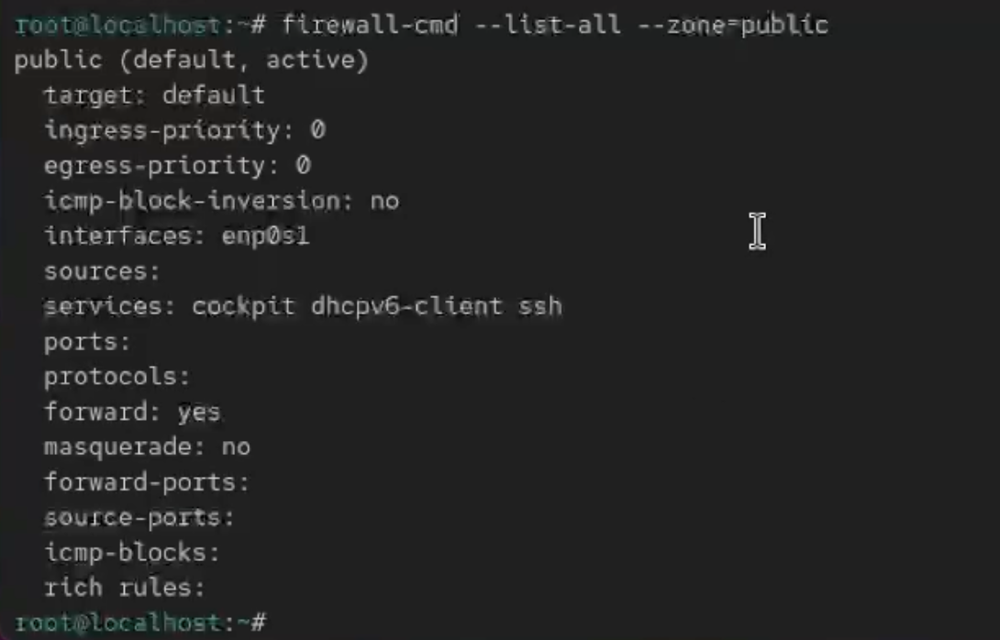 root@localhost:~# firewall-cmd --list-all --zone=public
public (default, active)
  target: default
  ingress-priority: 0
  egress-priority: 0
  icmp-block-inversion: no
  interfaces: enp0s1
  sources:
  services: cockpit dhcpv6-client ssh
  ports:
  protocols:
  forward: yes
  masquerade: no
  forward-ports:
  source-ports:
  icmp-blocks:
  rich rules:
root@localhost:~#